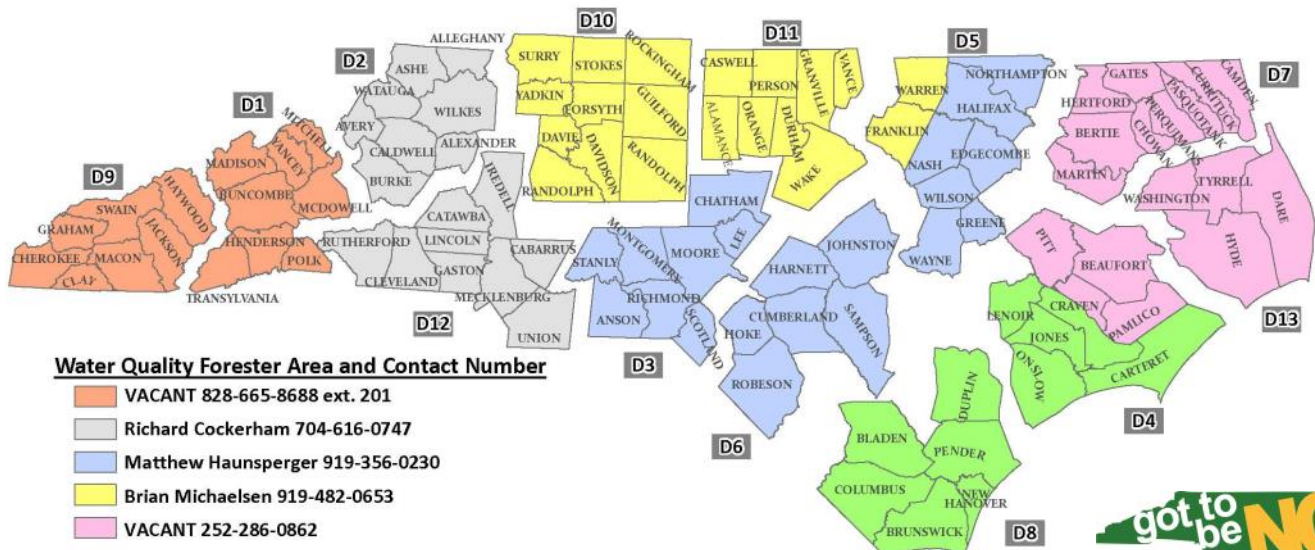 D10
D11
D5
D2
D7
D1
D9
ALLEGHANY
ASHE
WATAUGA
WILKES
AVERY
CALDWELL
ALEXANDER
BURKE
MITCHELL
YANCEY
MADISON
BUNCOMBE
MCDOWELL
HENDERSON
POLK
TRANSYLVANIA
HAYWOOD
SWAIN
JACKSON
GRAHAM
MACON
CHEROKEE
CLAY
SURRY
STOKES
ROCKINGHAM
YADKIN
FORSYTH
GUILFORD
DAVIE
DAVIDSON
RANDOLPH
RANDOLPH
CASWELL
PERSON
GRANVILLE
VANCE
ALAMANCE
ORANGE
DURHAM
WAKE
WARREN
FRANKLIN
NORTHAMPTON
HALIFAX
NASH
EDGECOMBE
WILSON
GREENE
WAYNE
GATES
CAMDEN
CURRITUCK
PASQUOTANK
PERQUIMANS
HERTFORD
BERTIE
CHOWAN
MARTIN
TYRRELL
WASHINGTON
DARE
HYDE
PITT
BEAUFORT
PAMLICO
D13
IREDELL
CATAWBA
LINCOLN
RUTHERFORD
CLEVELAND
GASTON
CABARRUS
MECKLENBURG
UNION
D12
CHATHAM
LEE
MOORE
MONTGOMERY
STANLY
RICHMOND
ANSON
SCOTLAND
D3
JOHNSTON
HARNETT
CUMBERLAND
SAMPSON
HOKE
ROBESON
D6
LENOIR
CRAVEN
JONES
ONSLOW
CARTERET
D4
DUPLIN
BLADEN
PENDER
COLUMBUS
NEW
HANOVER
BRUNSWICK
D8
Water Quality Forester Area and Contact Number
VACANT 828-665-8688 ext. 201
Richard Cockerham 704-616-0747
Matthew Haunsperger 919-356-0230
Brian Michaelsen 919-482-0653
VACANT 252-286-0862
got to
be NC